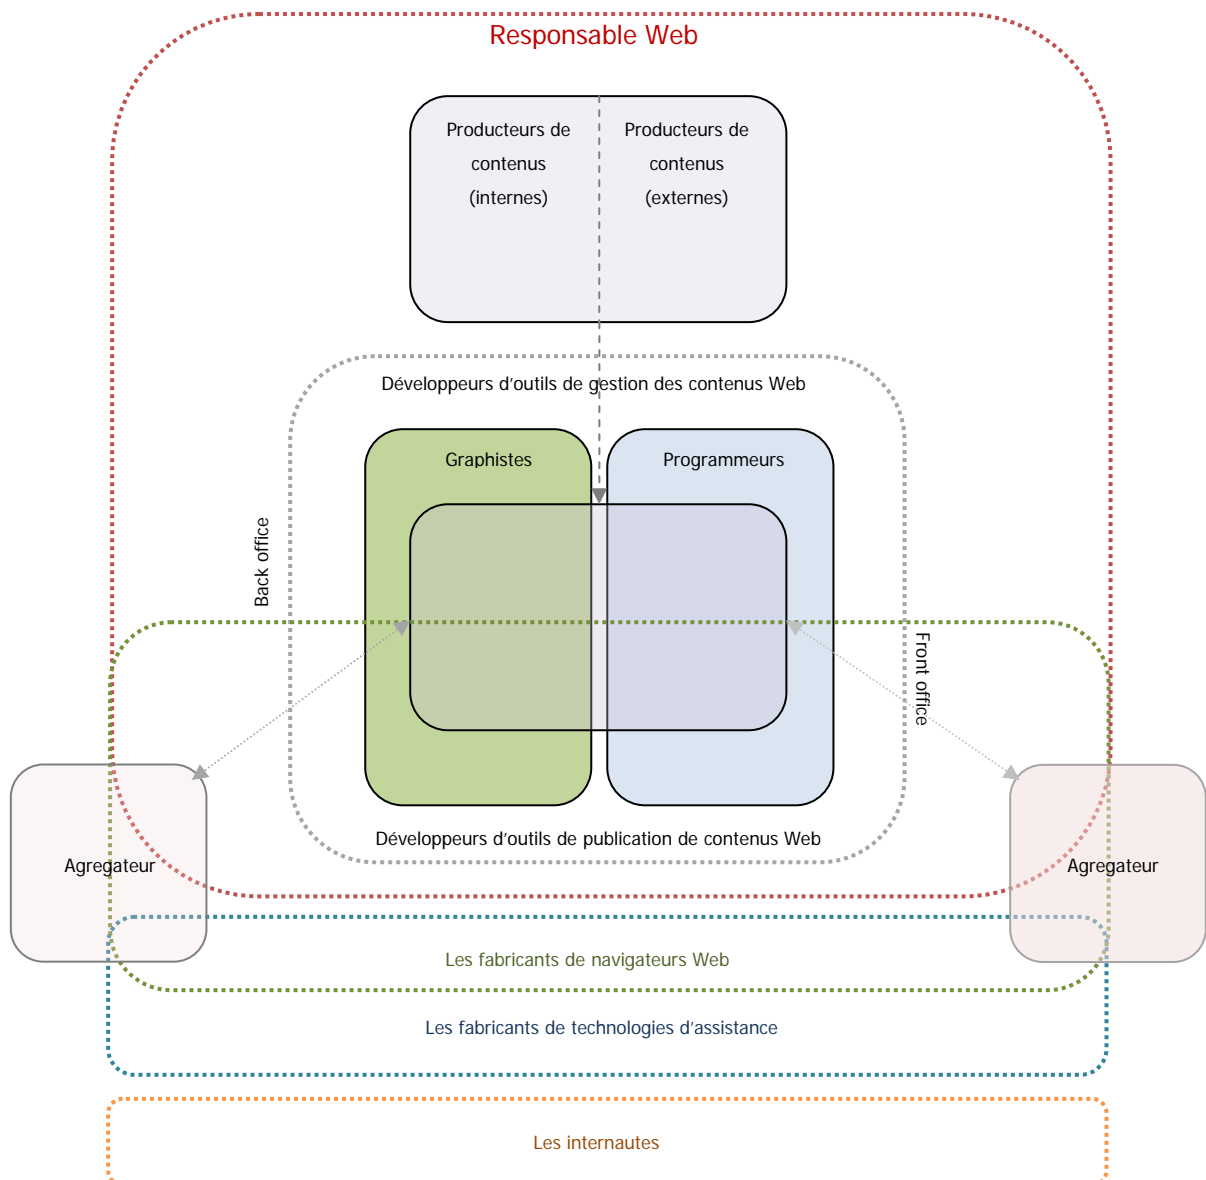 Responsable Web
Producteurs de
contenus
(internes)
Producteurs de
contenus
(externes)
Développeurs d'outils de gestion des contenus Web
Graphistes
Programmeurs
Back office
Front office
Développeurs d'outils de publication de contenus Web
Agregateur
Agregateur
Les fabricants de navigateurs Web
Les fabricants de technologies d'assistance
Les internautes